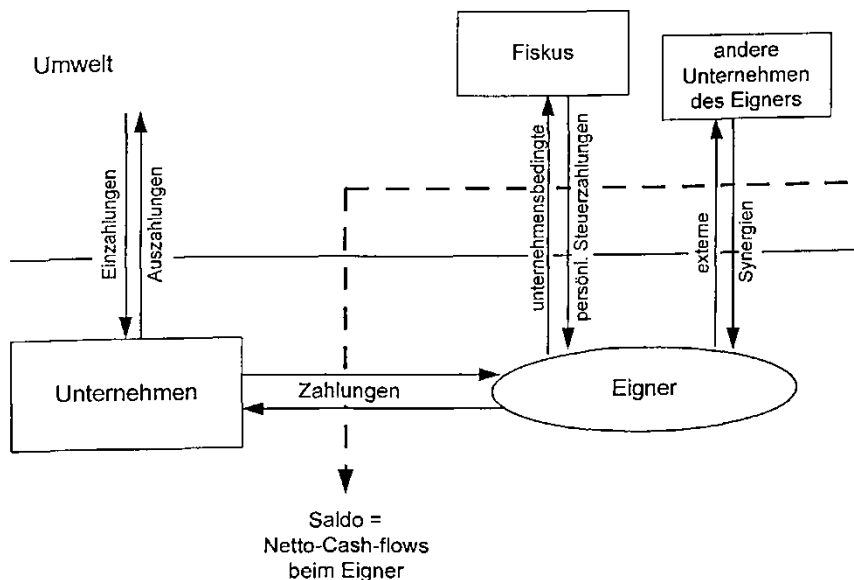 Umwelt
Fiskus
andere
Unternehmen
des Eigners
Einzahlungen
Auszahlungen
unternehmensbedingte
persönl. Steuerzahlungen
externe
Synergien
Unternehmen
Zahlungen
Eigner
Saldo =
Netto-Cash-flows
beim Eigner